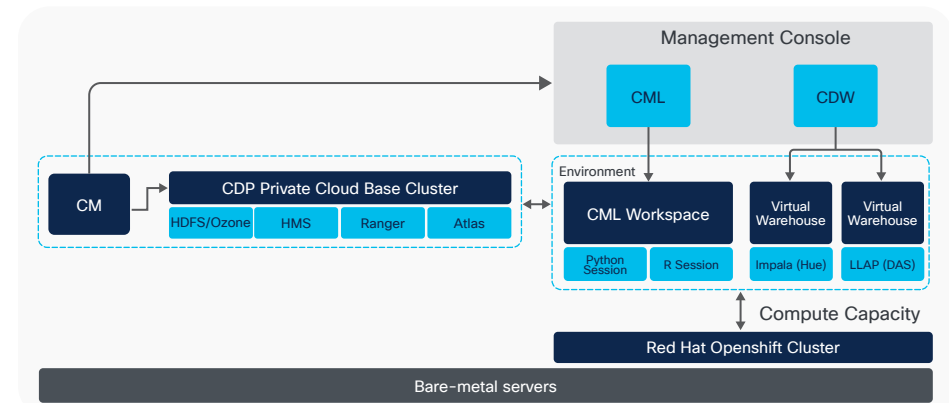 Management Console
CML
CDW
CM
CDP Private Cloud Base Cluster
HDFS/Ozone
HMS
Ranger
Atlas
Environment
CML Workspace
Python
Session
R Session
Virtual
Warehouse
Impala (Hue)
Virtual
Warehouse
LLAP (DAS)
Compute Capacity
Red Hat Openshift Cluster
Bare-metal servers